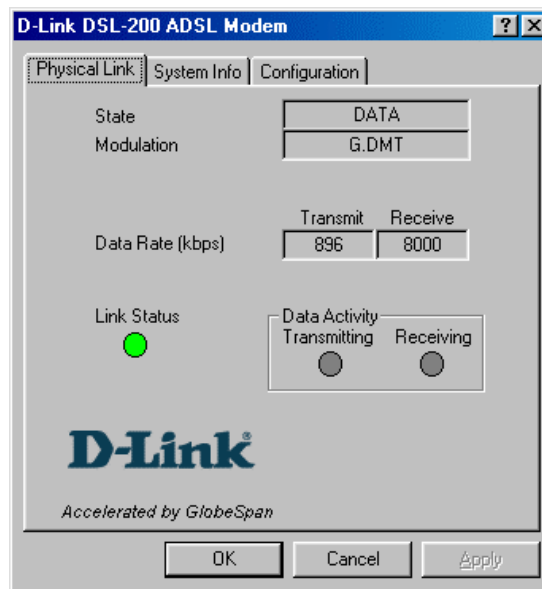 D-Link DSL-200 ADSL Modem ? ×
Physical Link System Info Configuration
State DATA
Modulation G.DMT
Transmit Receive
Data Rate (kbps) 896 8000
Link Status
Data Activity
Transmitting Receiving
D-Link®
Accelerated by GlobeSpan
OK Cancel Apply